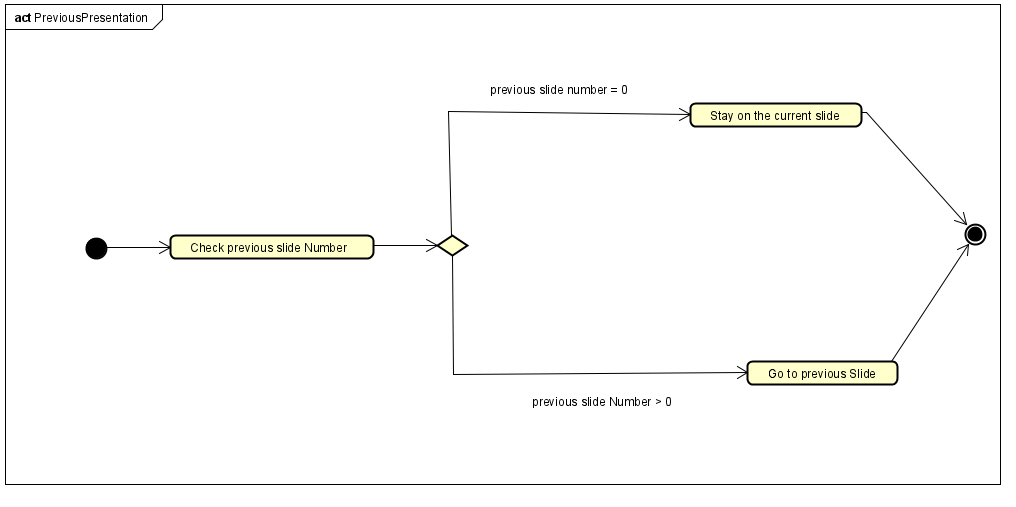 act PreviousPresentation
previous slide number = 0
Stay on the current slide
Check previous slide Number
Go to previous Slide
previous slide Number > 0